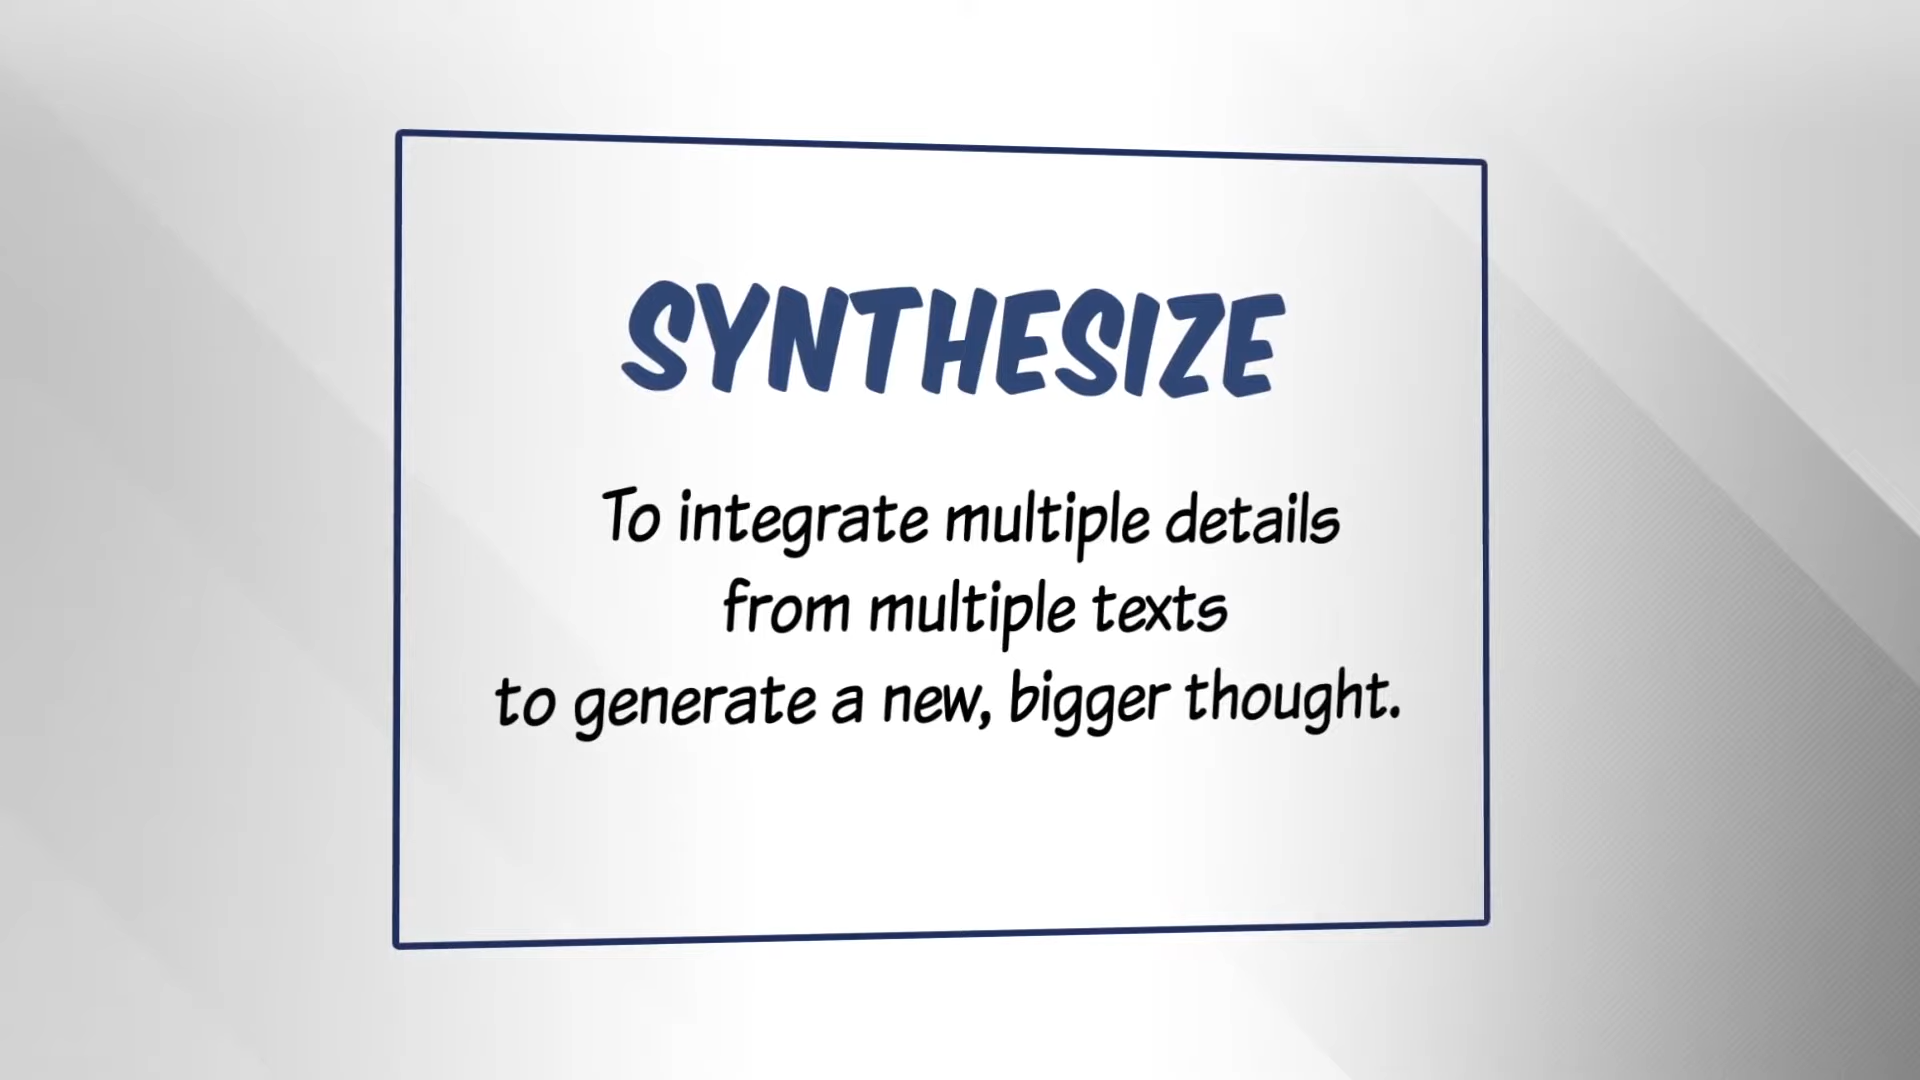 SYNTHESIZE
To integrate multiple details
from multiple texts
to generate a new, bigger thought.